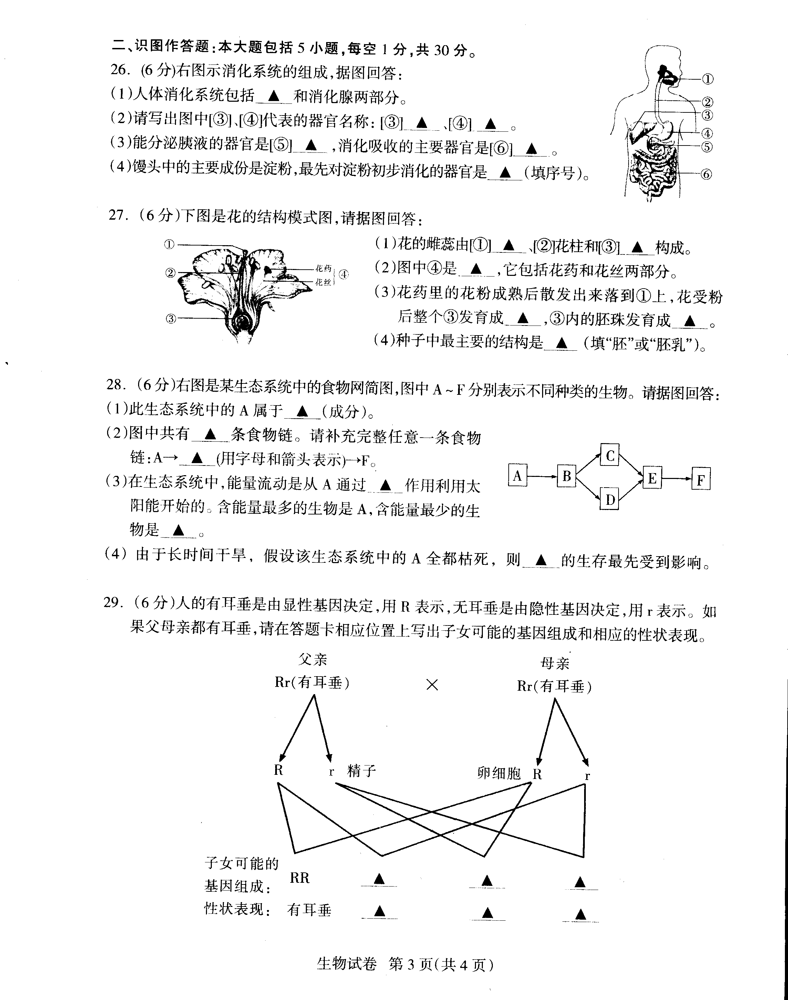 二、识图作答题:本大题包括 5 小题,每空 1 分,共 30 分。
26. (6 分)右图示消化系统的组成,据图回答:
(1)人体消化系统包括 ▲ 和消化腺两部分。
(2)请写出图中[③]、[④]代表的器官名称: [③] ▲ 、[④] ▲ 。
(3)能分泌胰液的器官是[⑤] ▲ ,消化吸收的主要器官是[⑥] ▲ 。
(4)馒头中的主要成份是淀粉,最先对淀粉初步消化的器官是 ▲ (填序号)。
①
②
③
④
⑤
⑥
27. (6 分)下图是花的结构模式图,请据图回答:
①
②
③
花药
花丝
④
(1)花的雌蕊由[①] ▲ 、[②]花柱和[③] ▲ 构成。
(2)图中④是 ▲ ,它包括花药和花丝两部分。
(3)花药里的花粉成熟后散发出来落到①上,花受粉
后整个③发育成 ▲ ,③内的胚珠发育成 ▲ 。
(4)种子中最主要的结构是 ▲ (填“胚”或“胚乳”)。
28. (6 分)右图是某生态系统中的食物网简图,图中 A~F 分别表示不同种类的生物。请据图回答:
(1)此生态系统中的 A 属于 ▲ (成分)。
(2)图中共有 ▲ 条食物链。请补充完整任意一条食物
链:A→ ▲ (用字母和箭头表示)→F。
(3)在生态系统中,能量流动是从 A 通过 ▲ 作用利用太
阳能开始的。含能量最多的生物是 A,含能量最少的生
物是 ▲ 。
A B C D E F
(4) 由于长时间干旱, 假设该生态系统中的 A 全都枯死, 则 ▲ 的生存最先受到影响。
29. (6 分)人的有耳垂是由显性基因决定,用 R 表示,无耳垂是由隐性基因决定,用 r 表示。如
果父母亲都有耳垂,请在答题卡相应位置上写出子女可能的基因组成和相应的性状表现。
父亲 母亲
Rr(有耳垂) × Rr(有耳垂)
R r 精子 卵细胞 R r
子女可能的
基因组成: RR ▲ ▲ ▲
性状表现: 有耳垂 ▲ ▲ ▲
生物试卷 第 3 页(共 4 页)